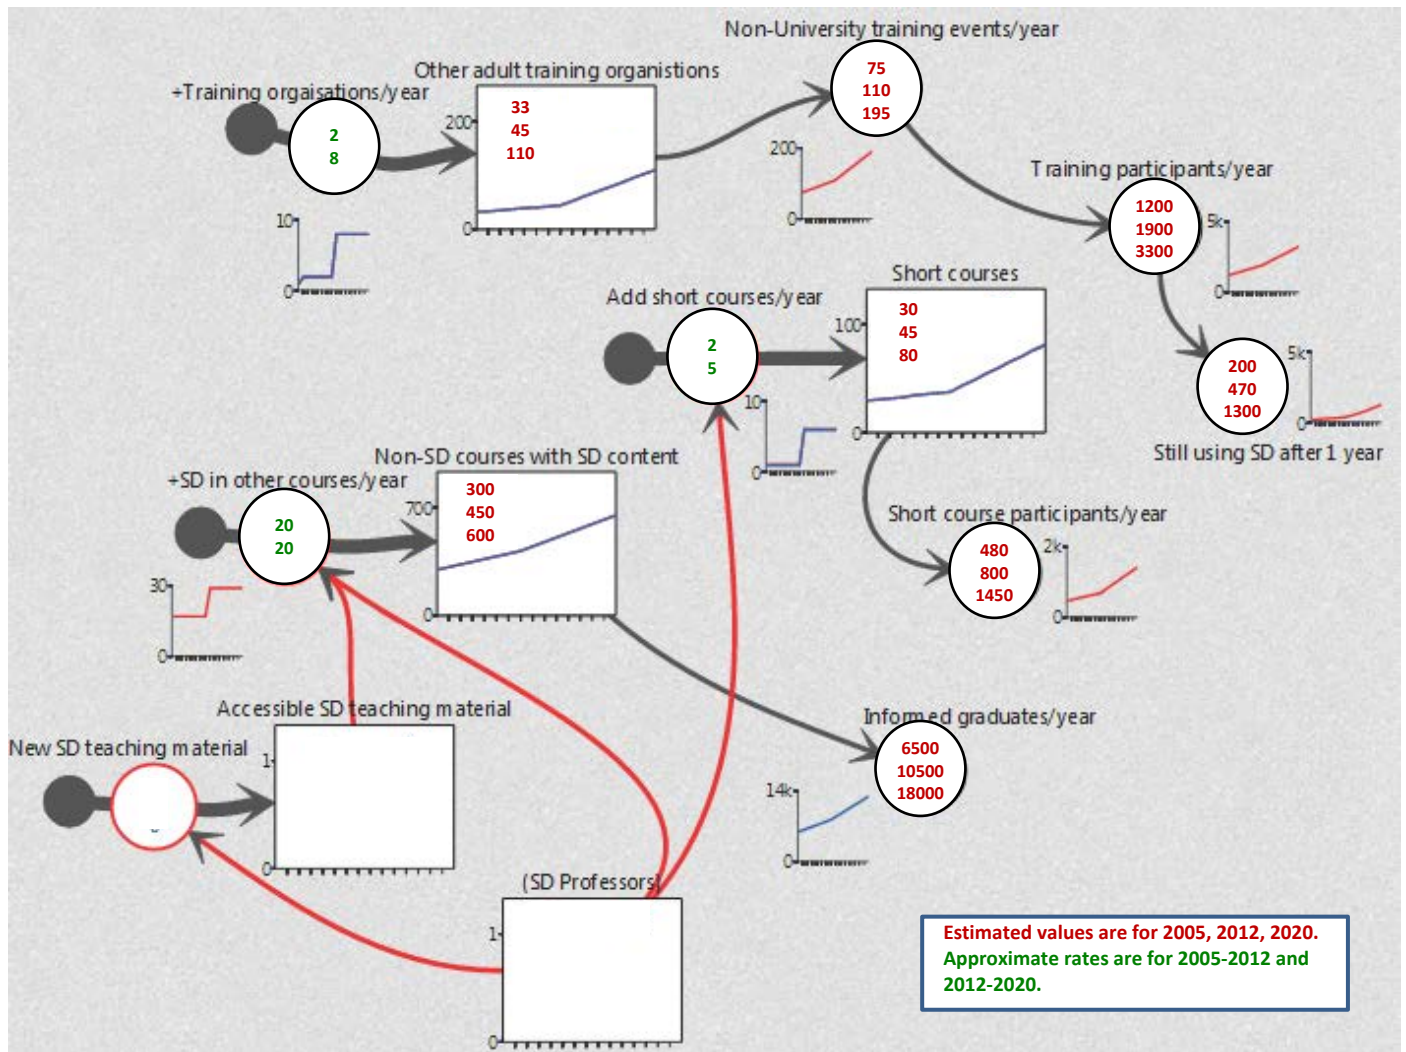 Non-University training events/year
75
110
195
200
0
Other adult training organistions
33
45
110
200
0
+Training orgaisations/year
2
8
10
0
Training participants/year
1200
1900
3300
5k
0
Short courses
30
45
80
100
0
Add short courses/year
2
5
10
0
200
470
1300
5k
0
Still using SD after 1 year
Non-SD courses with SD content
300
450
600
700
0
+SD in other courses/year
20
20
30
0
Short course participants/year
480
800
1450
2k
0
Accessible SD teaching material
1
0
New SD teaching material
Informed graduates/year
6500
10500
18000
14k
0
(SD Professors)
1
0
Estimated values are for 2005, 2012, 2020.
Approximate rates are for 2005-2012 and
2012-2020.